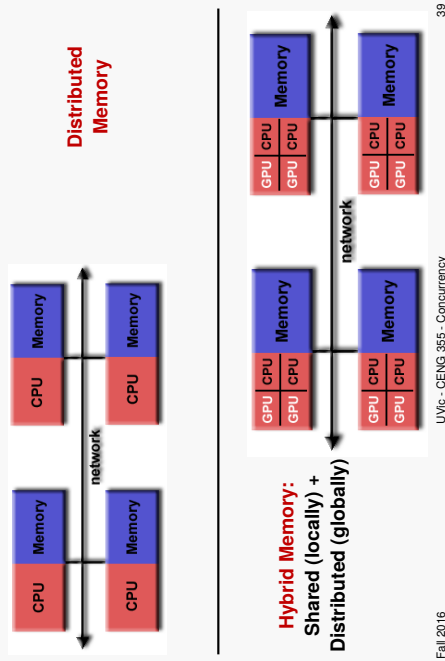 Distributed
Memory
CPU Memory CPU Memory
network
CPU Memory CPU Memory
Hybrid Memory:
Shared (locally) +
Distributed (globally)
GPU CPU Memory GPU CPU Memory
GPU CPU GPU CPU
network
GPU CPU Memory GPU CPU Memory
GPU CPU GPU CPU
Fall 2016 UVic - CENG 355 - Concurrency 39